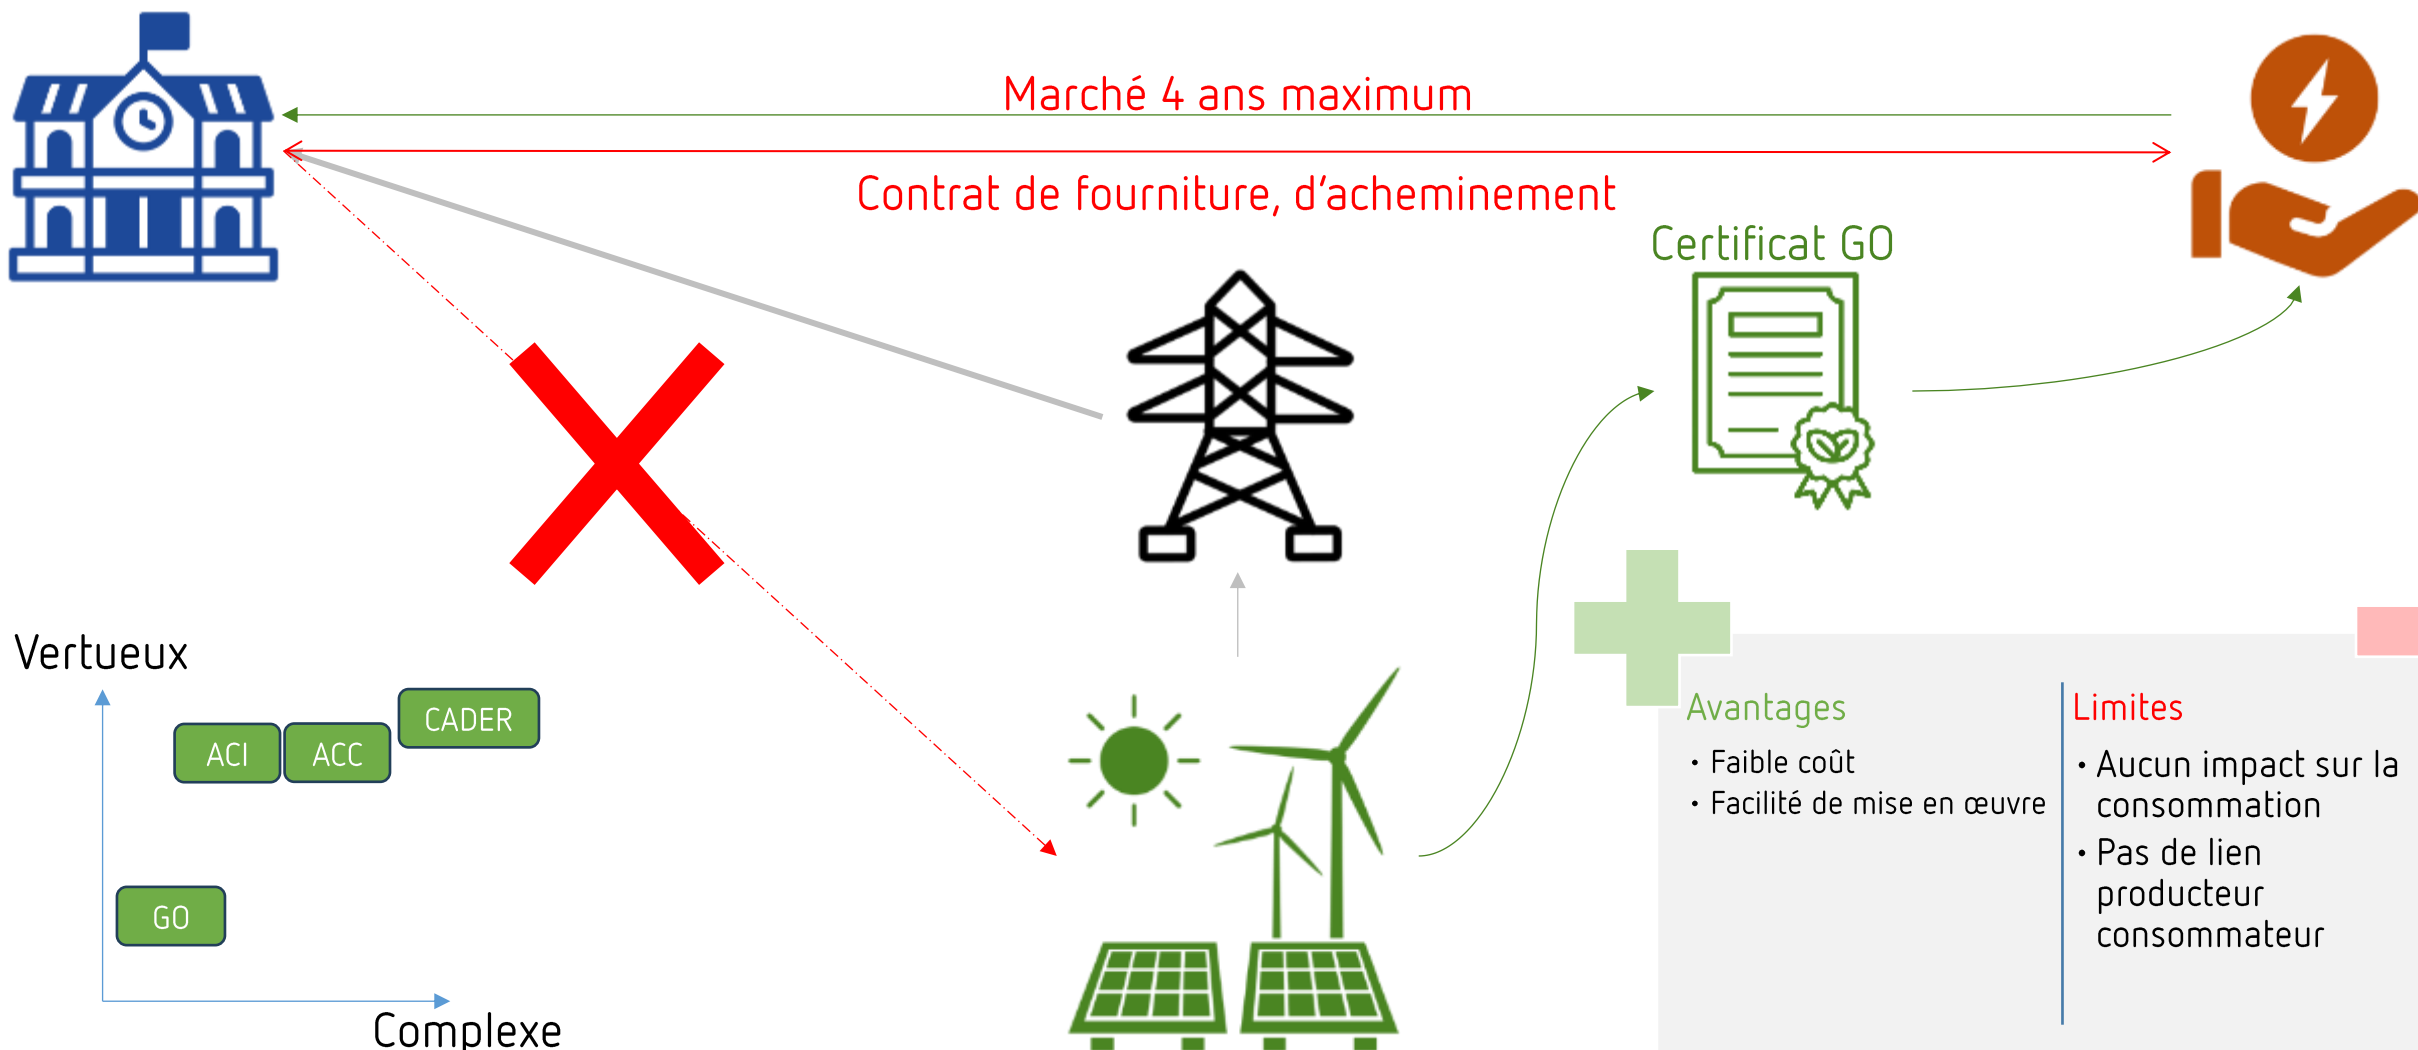 Marché 4 ans maximum
Contrat de fourniture, d’acheminement
Certificat GO
Vertueux
CADER
ACI
ACC
GO
Complexe
Avantages
• Faible coût
• Facilité de mise en œuvre
Limites
• Aucun impact sur la
consommation
• Pas de lien
producteur
consommateur